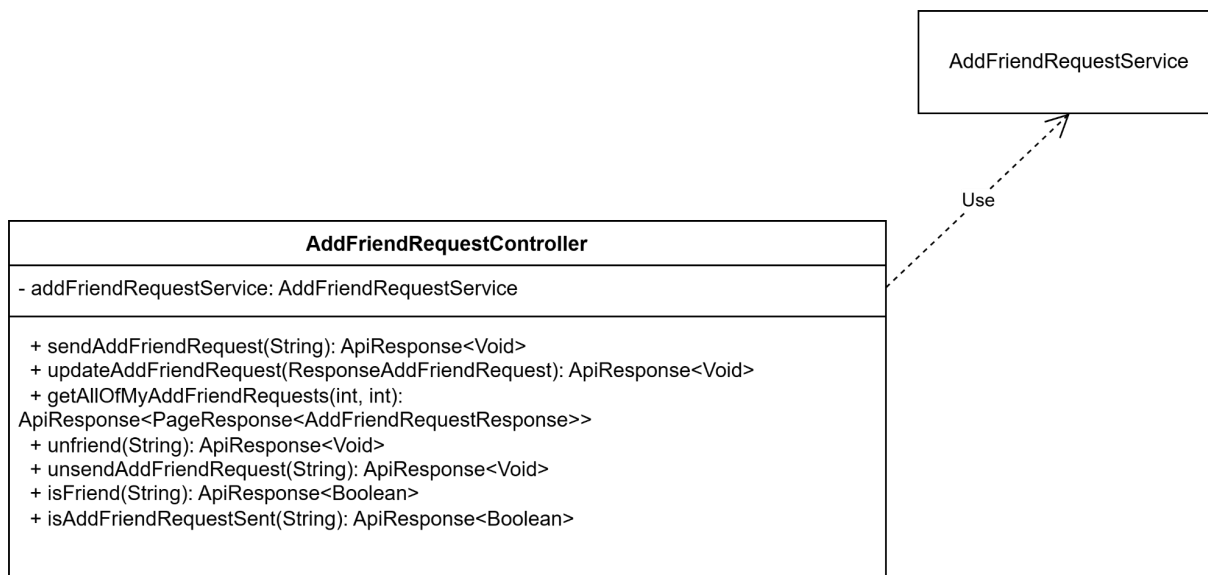 AddFriendRequestService
Use
AddFriendRequestController
- addFriendRequestService: AddFriendRequestService
+ sendAddFriendRequest(String): ApiResponse<Void>
+ updateAddFriendRequest(ResponseAddFriendRequest): ApiResponse<Void>
+ getAllOfMyAddFriendRequests(int, int):
ApiResponse<PageResponse<AddFriendRequestResponse>>
+ unfriend(String): ApiResponse<Void>
+ unsendAddFriendRequest(String): ApiResponse<Void>
+ isFriend(String): ApiResponse<Boolean>
+ isAddFriendRequestSent(String): ApiResponse<Boolean>